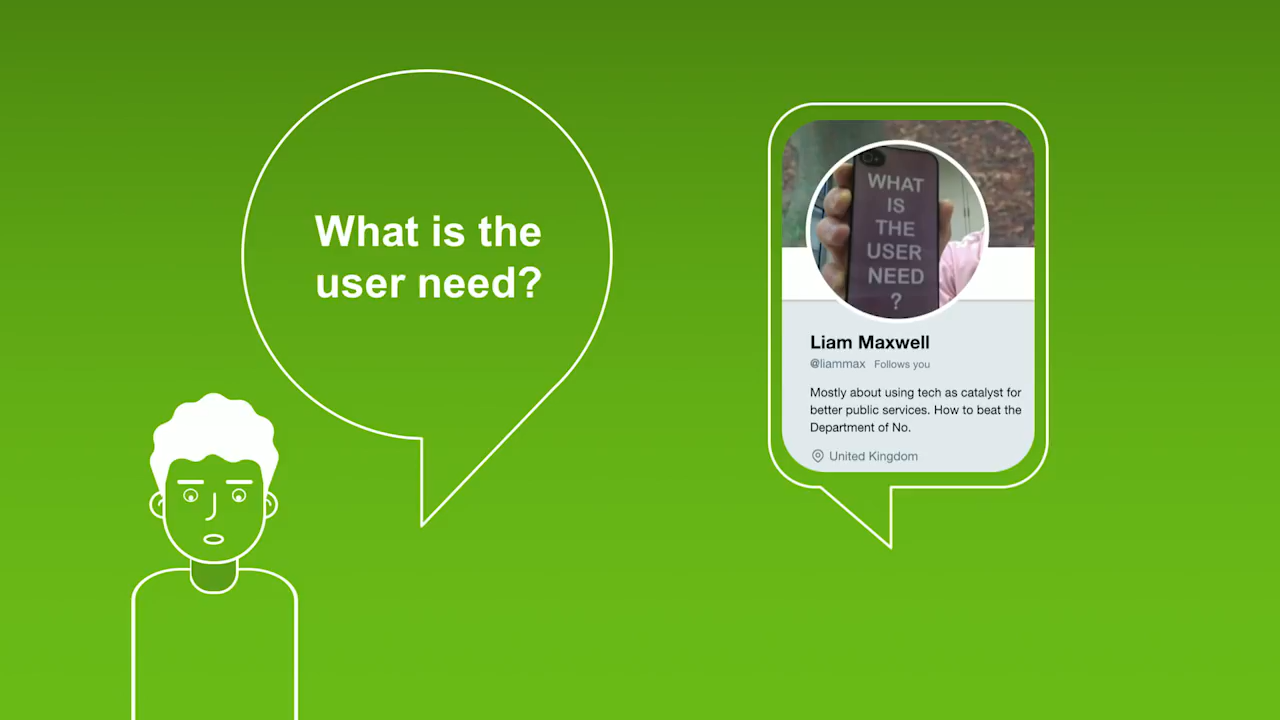 What is the
user need?
WHAT
IS
THE
USER
NEED
?
Liam Maxwell
@liammax Follows you
Mostly about using tech as catalyst for
better public services. How to beat the
Department of No.
United Kingdom